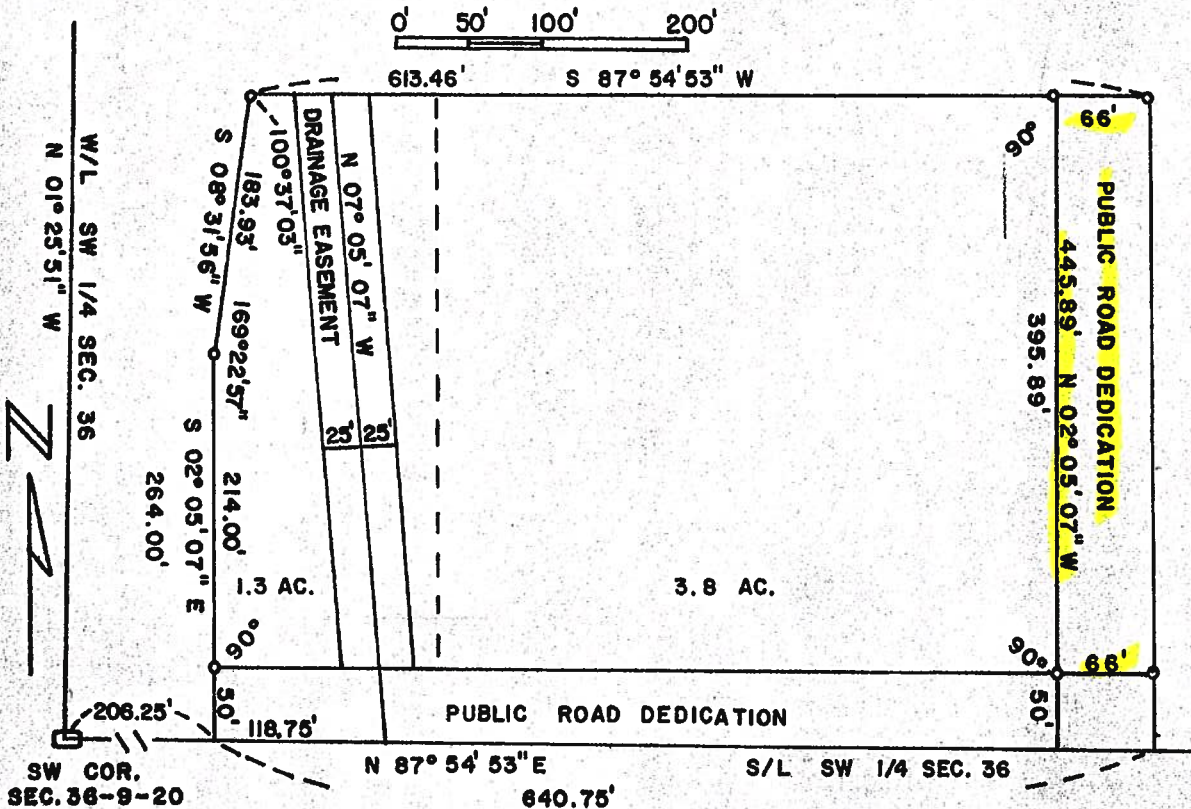 0' 50' 100' 200'
613.46' S 87° 54'53" W
W/L SW 1/4 SEC. 36
N 01° 25'51" W
S 08° 31'56" W
183.93'
100°37'03"
DRAINAGE EASEMENT
N 07° 05' 07" W
169°22'57"
25' 25'
S 02° 05' 07" E
214.00'
264.00'
90°
66'
PUBLIC ROAD DEDICATION
445.89' N 02° 05' 07" W
395.89'
1.3 AC.
3.8 AC.
90°
90°
66'
206.25'
50'
118.75'
PUBLIC ROAD DEDICATION
50'
N 87° 54' 53" E
S/L SW 1/4 SEC. 36
640.75'
SW COR.
SEC. 36-9-20
N